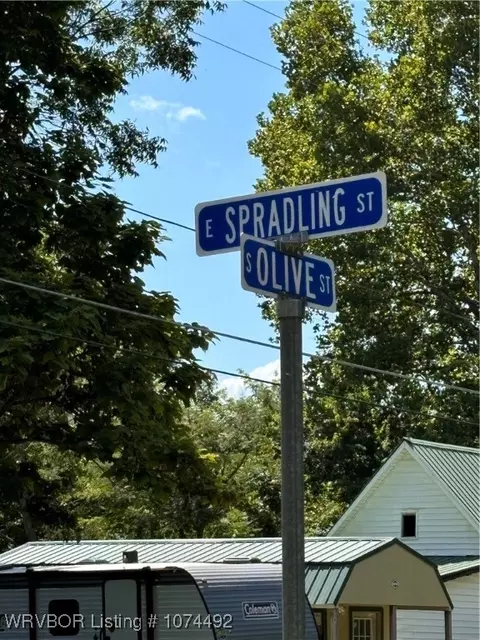 E SPRADLING ST
S OLIVE ST
Coleman
WRVBOR Listing # 1074492